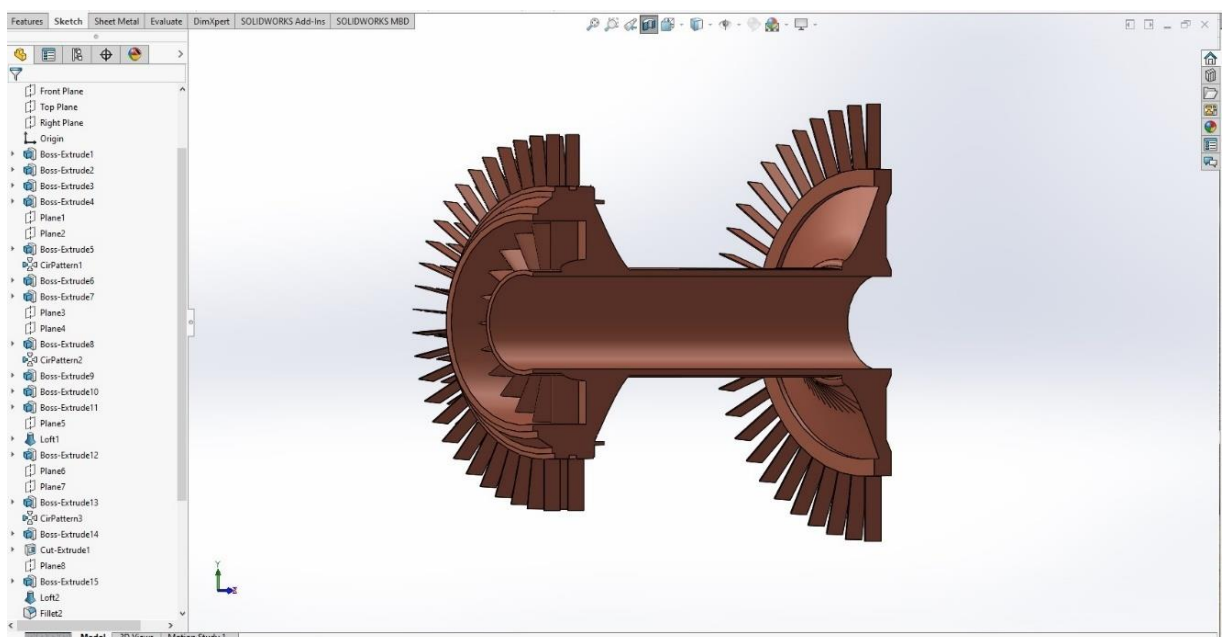 Features Sketch Sheet Metal Evaluate DimXpert SOLIDWORKS Add-Ins SOLIDWORKS MBD
Front Plane
Top Plane
Right Plane
Origin
Boss-Extrude1
Boss-Extrude2
Boss-Extrude3
Boss-Extrude4
Plane1
Plane2
Boss-Extrude5
CirPattern1
Boss-Extrude6
Boss-Extrude7
Plane3
Plane4
Boss-Extrude8
CirPattern2
Boss-Extrude9
Boss-Extrude10
Boss-Extrude11
Plane5
Loft1
Boss-Extrude12
Plane6
Plane7
Boss-Extrude13
CirPattern3
Boss-Extrude14
Cut-Extrude1
Plane8
Boss-Extrude15
Loft2
Fillet2
Y
Z
Model 3D Views Motion Study 1